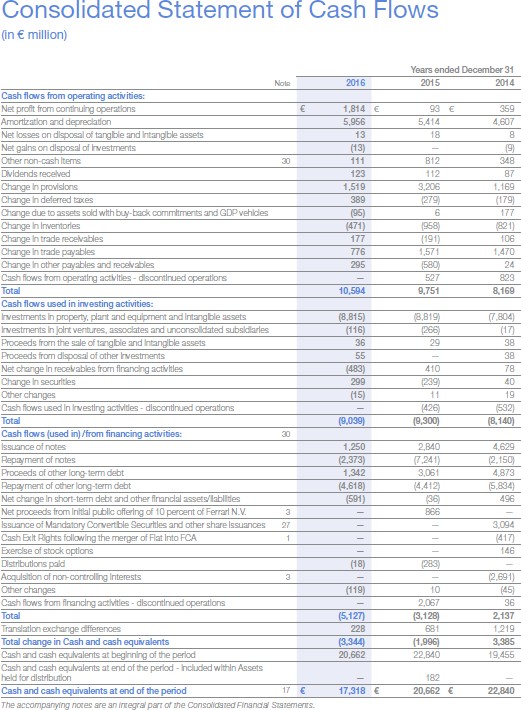 Consolidated Statement of Cash Flows
(in € million)
Years ended December 31
Note 2016 2015 2014
Cash flows from operating activities:
Net profit from continuing operations € 1,814 € 93 € 359
Amortization and depreciation 5,956 5,414 4,607
Net losses on disposal of tangible and intangible assets 13 18 8
Net gains on disposal of investments (13) — (9)
Other non-cash items 30 111 812 348
Dividends received 123 112 87
Change in provisions 1,519 3,206 1,169
Change in deferred taxes 389 (279) (179)
Change due to assets sold with buy-back commitments and GDP vehicles (95) 6 177
Change in inventories (471) (958) (821)
Change in trade receivables 177 (191) 106
Change in trade payables 776 1,571 1,470
Change in other payables and receivables 295 (580) 24
Cash flows from operating activities - discontinued operations — 527 823
Total 10,594 9,751 8,169
Cash flows used in investing activities:
Investments in property, plant and equipment and intangible assets (8,815) (8,819) (7,804)
Investments in joint ventures, associates and unconsolidated subsidiaries (116) (266) (17)
Proceeds from the sale of tangible and intangible assets 36 29 38
Proceeds from disposal of other investments 55 — 38
Net change in receivables from financing activities (483) 410 78
Change in securities 299 (239) 40
Other changes (15) 11 19
Cash flows used in investing activities - discontinued operations — (426) (532)
Total (9,039) (9,300) (8,140)
Cash flows (used in) /from financing activities: 30
Issuance of notes 1,250 2,840 4,629
Repayment of notes (2,373) (7,241) (2,150)
Proceeds of other long-term debt 1,342 3,061 4,873
Repayment of other long-term debt (4,618) (4,412) (5,834)
Net change in short-term debt and other financial assets/liabilities (591) (36) 496
Net proceeds from initial public offering of 10 percent of Ferrari N.V. 3 — 866 —
Issuance of Mandatory Convertible Securities and other share issuances 27 — — 3,094
Cash Exit Rights following the merger of Fiat into FCA 1 — — (417)
Exercise of stock options — — 146
Distributions paid (18) (283) —
Acquisition of non-controlling interests 3 — — (2,691)
Other changes (119) 10 (45)
Cash flows from financing activities - discontinued operations — 2,067 36
Total (5,127) (3,128) 2,137
Translation exchange differences 228 681 1,219
Total change in Cash and cash equivalents (3,344) (1,996) 3,385
Cash and cash equivalents at beginning of the period 20,662 22,840 19,455
Cash and cash equivalents at end of the period - included within Assets
held for distribution — 182 —
Cash and cash equivalents at end of the period 17 € 17,318 € 20,662 € 22,840
The accompanying notes are an integral part of the Consolidated Financial Statements.